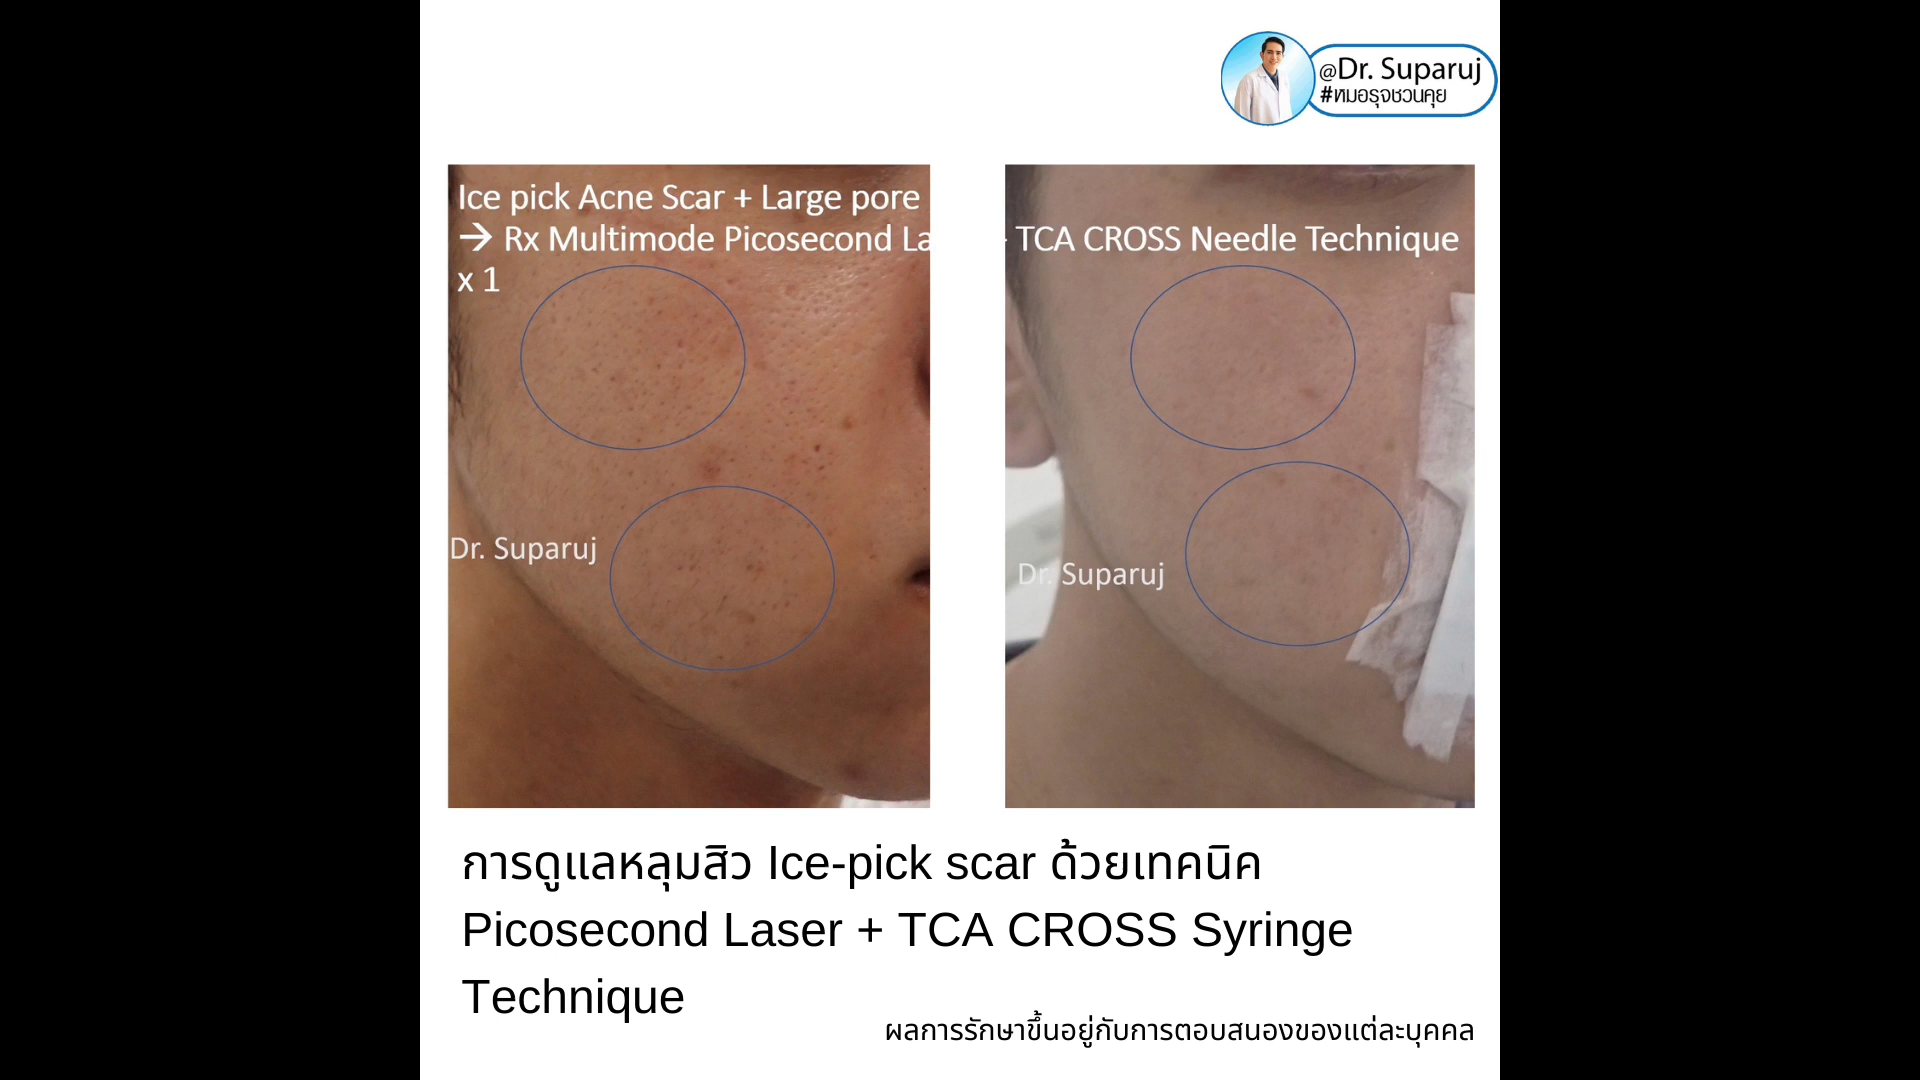 @Dr. Suparuj
#หมอรุจชวนคุย
Ice pick Acne Scar + Large pore
→ Rx Multimode Picosecond La
TCA CROSS Needle Technique
x 1
Dr. Suparuj
Dr. Suparuj
การดูแลหลุมสิว Ice-pick scar ด้วยเทคนิค
Picosecond Laser + TCA CROSS Syringe
Technique
ผลการรักษาขึ้นอยู่กับการตอบสนองของแต่ละบุคคล